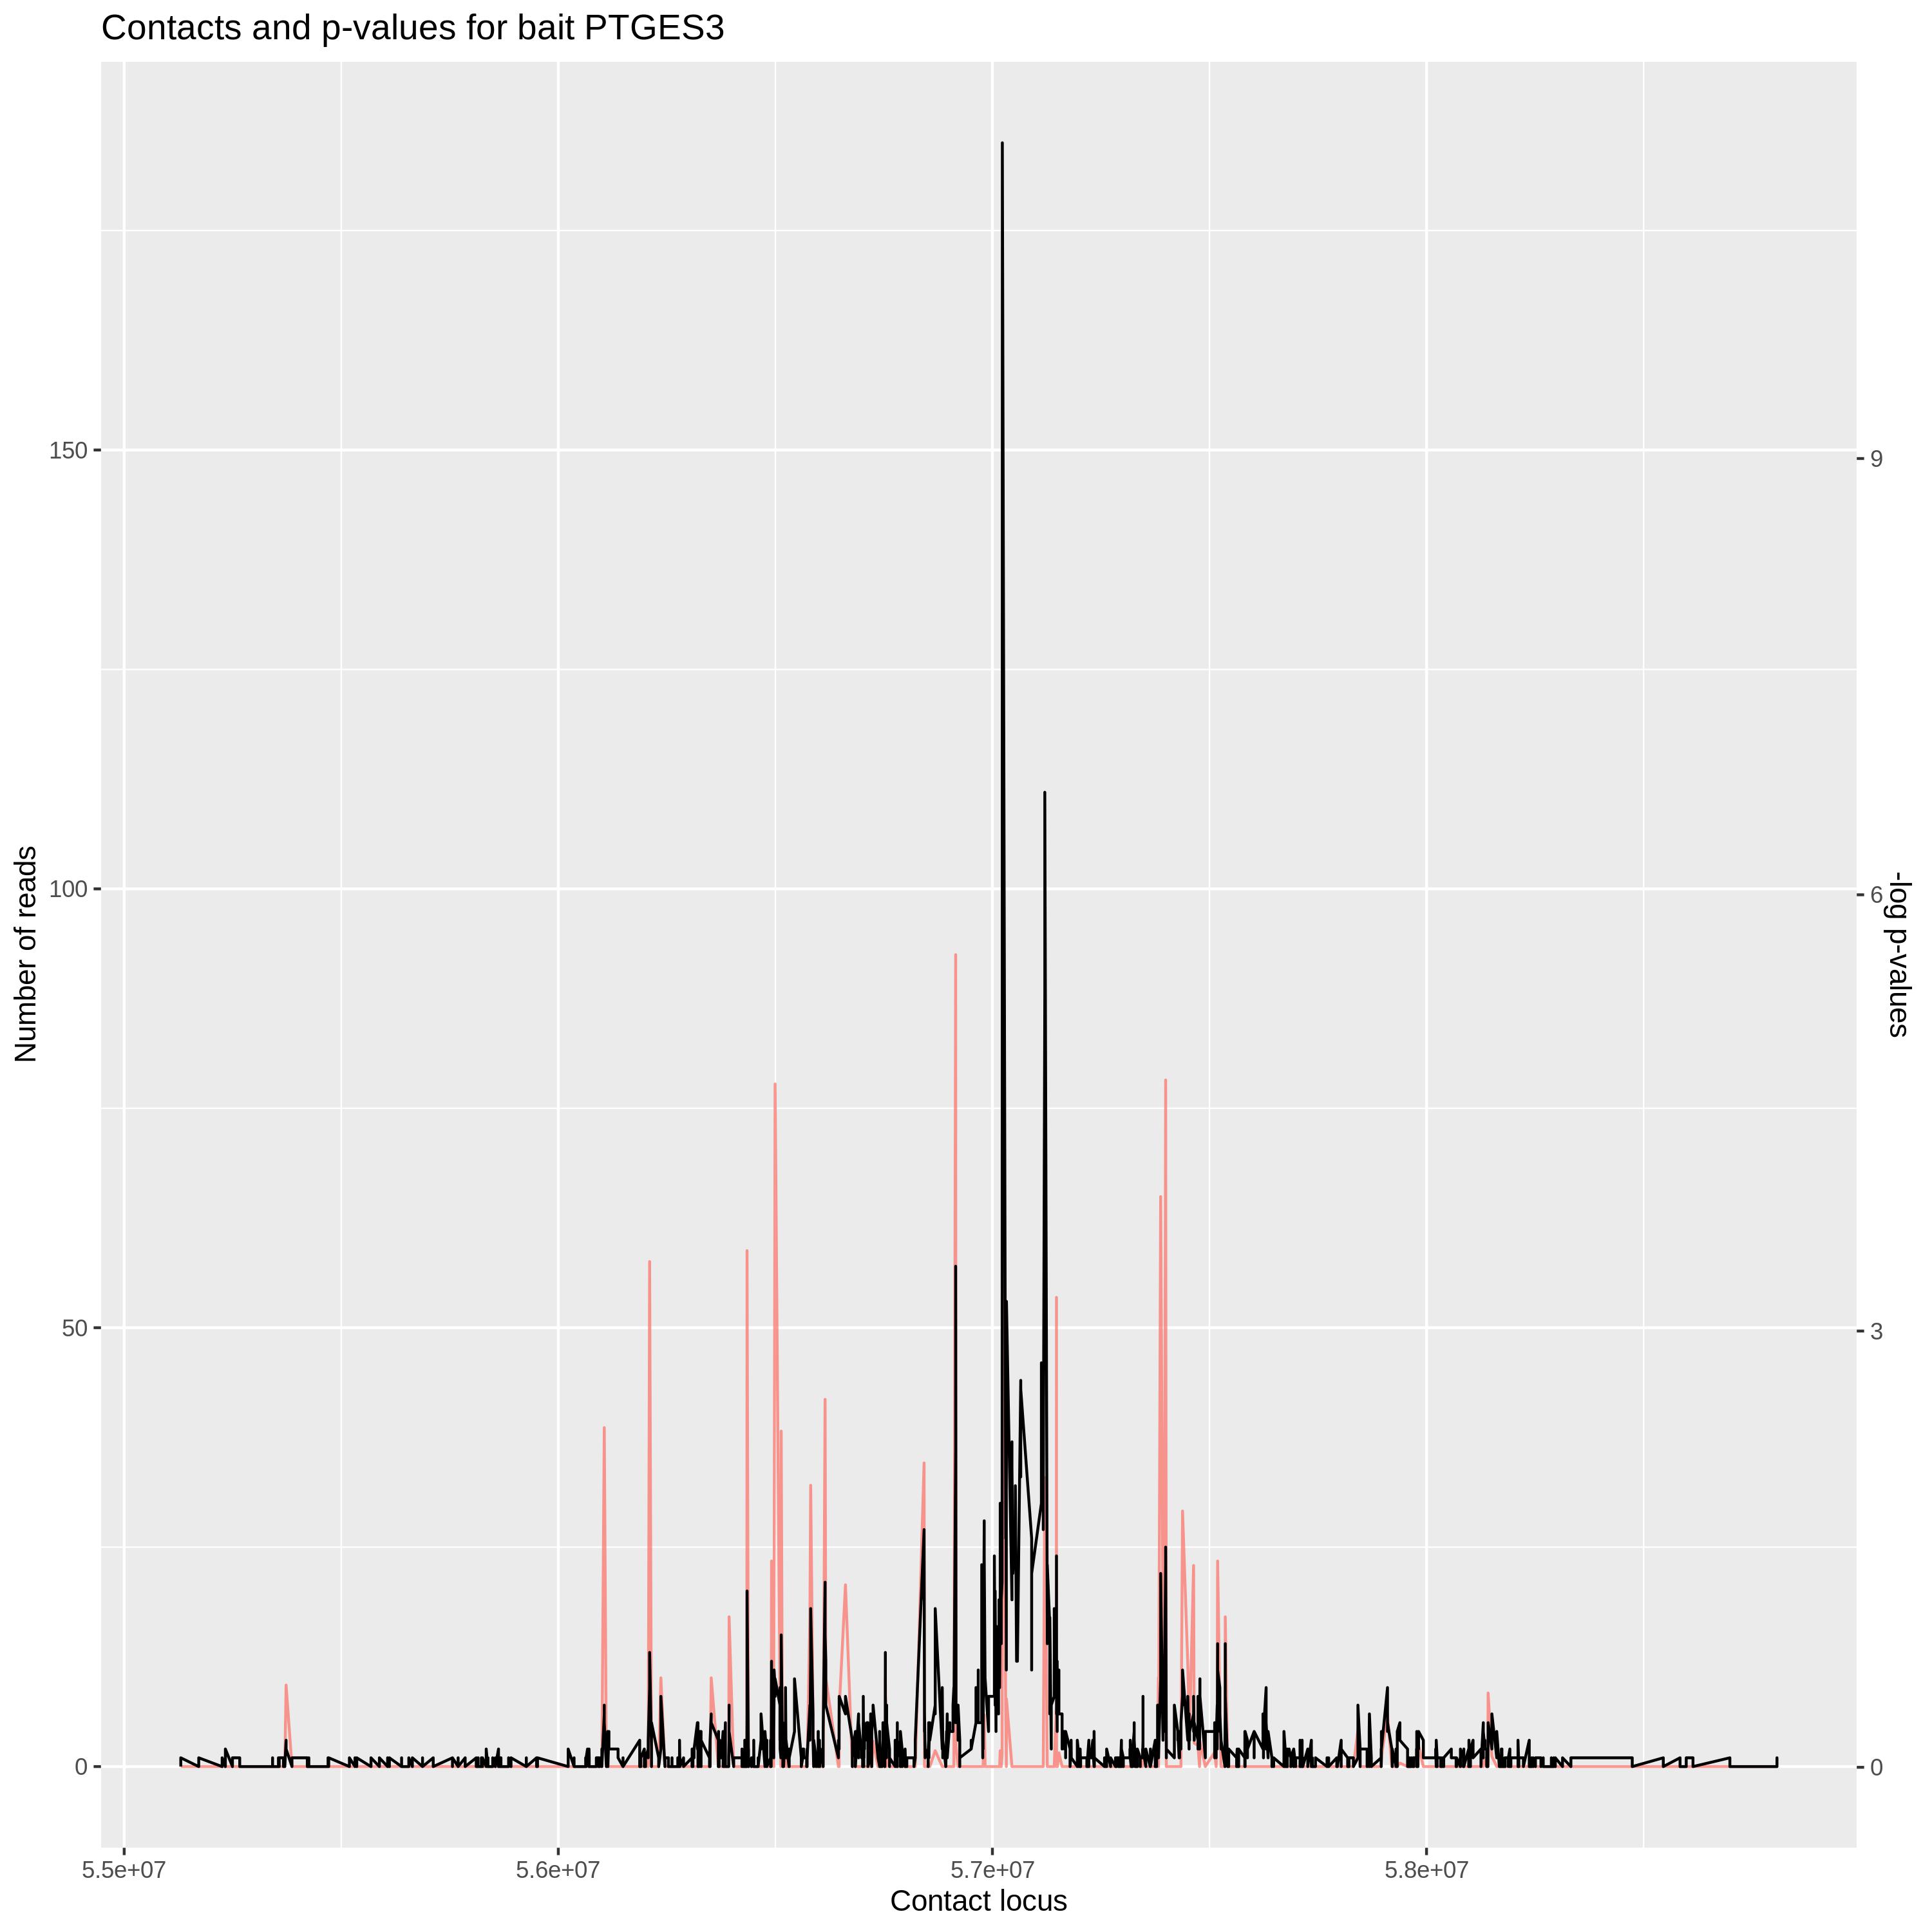 Contacts and p-values for bait PTGES3
150
100
50
0
9
6
3
0
Number of reads
-log p-values
5.5e+07 5.6e+07 5.7e+07 5.8e+07
Contact locus